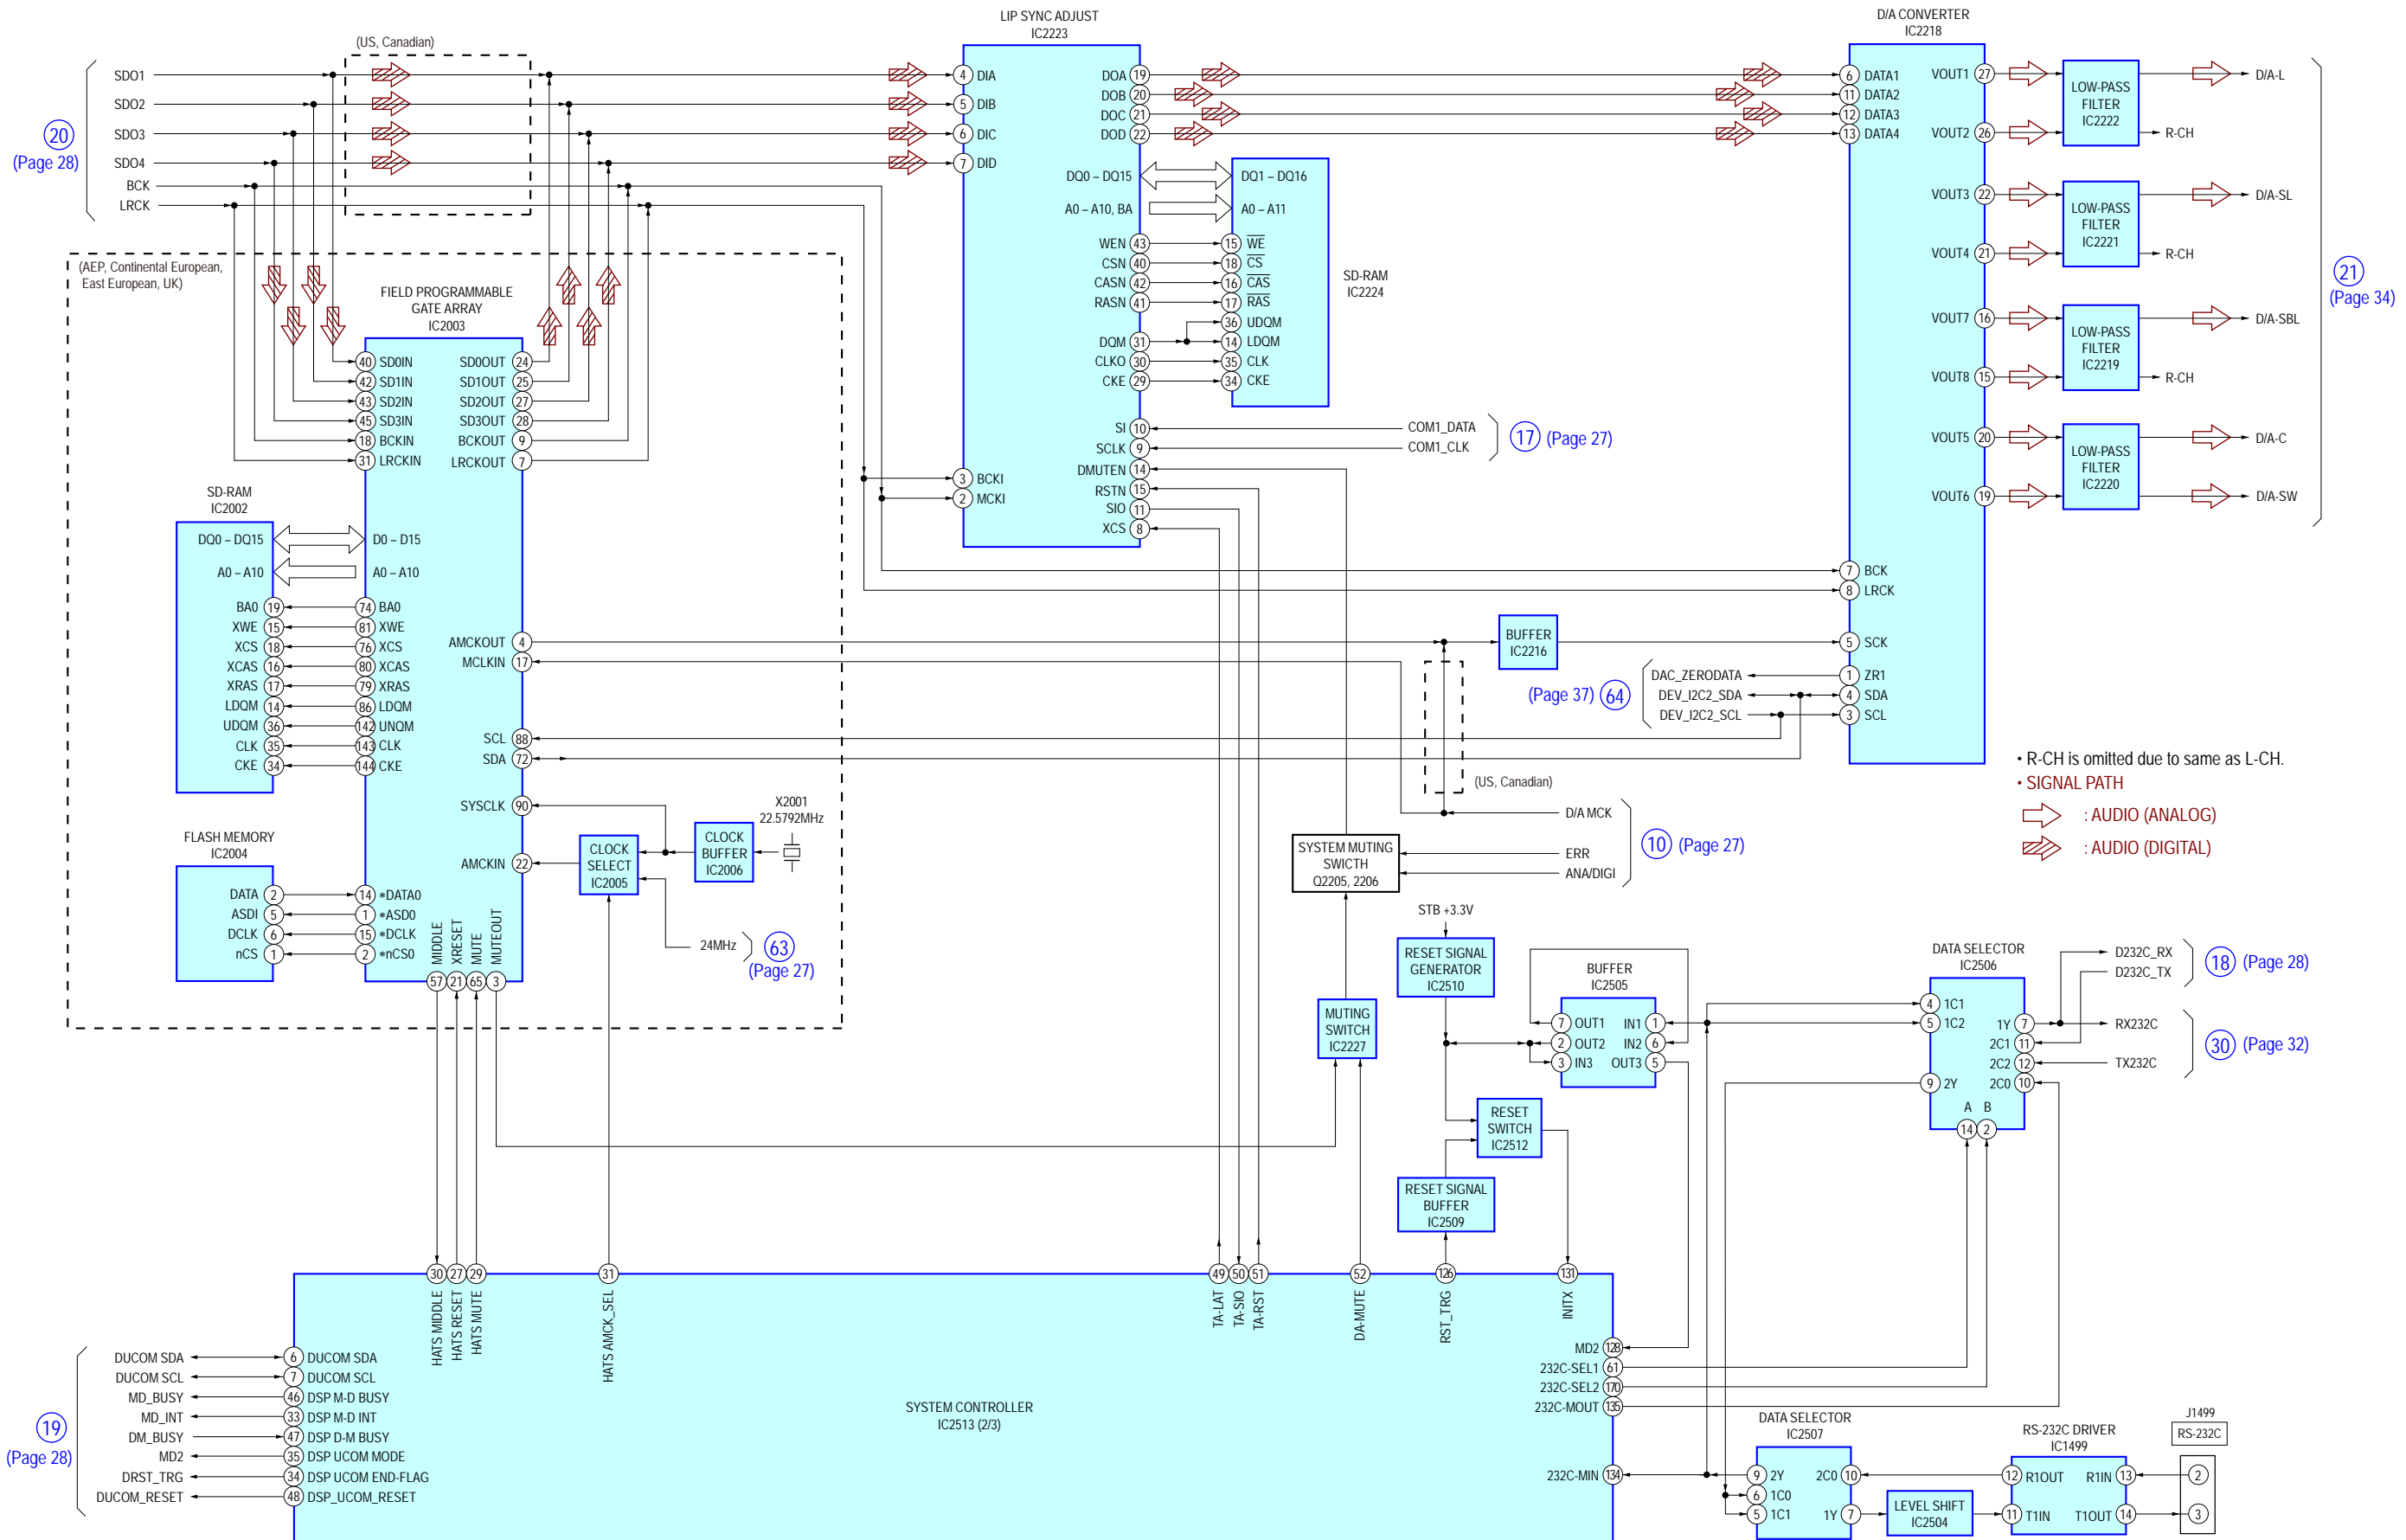 (US, Canadian)
SDO1
SDO2
SDO3
SDO4
BCK
LRCK
20
(Page 28)
LIP SYNC ADJUST
IC2223
4 DIA
5 DIB
6 DIC
7 DID
3 BCKI
2 MCKI
DOA 19
DOB 20
DOC 21
DOD 22
DQ0 – DQ15
A0 – A10, BA
WEN 43
CSN 40
CASN 42
RASN 41
DQM 31
CLKO 30
CKE 29
SI 10
SCLK 9
DMUTEN 14
RSTN 15
SIO 11
XCS 8
DQ1 – DQ16
A0 – A11
15 WE
18 CS
16 CAS
17 RAS
36 UDQM
14 LDQM
35 CLK
34 CKE
SD-RAM
IC2224
COM1_DATA
COM1_CLK
17 (Page 27)
D/A CONVERTER
IC2218
6 DATA1
11 DATA2
12 DATA3
13 DATA4
7 BCK
8 LRCK
5 SCK
1 ZR1
4 SDA
3 SCL
VOUT1 27
VOUT2 26
VOUT3 22
VOUT4 21
VOUT7 16
VOUT8 15
VOUT5 20
VOUT6 19
LOW-PASS
FILTER
IC2222
LOW-PASS
FILTER
IC2221
LOW-PASS
FILTER
IC2219
LOW-PASS
FILTER
IC2220
D/A-L
R-CH
D/A-SL
R-CH
D/A-SBL
R-CH
D/A-C
D/A-SW
21
(Page 34)
(AEP, Continental European,
East European, UK)
FIELD PROGRAMMABLE
GATE ARRAY
IC2003
40 SD0IN
42 SD1IN
43 SD2IN
45 SD3IN
18 BCKIN
31 LRCKIN
SD0OUT 24
SD1OUT 25
SD2OUT 27
SD3OUT 28
BCKOUT 9
LRCKOUT 7
SD-RAM
IC2002
DQ0 – DQ15
A0 – A10
BA0 19
XWE 15
XCS 18
XCAS 16
XRAS 17
LDQM 14
UDQM 36
CLK 35
CKE 34
D0 – D15
A0 – A10
74 BA0
81 XWE
76 XCS
80 XCAS
79 XRAS
86 LDQM
142 UNQM
143 CLK
144 CKE
AMCKOUT 4
MCLKIN 17
SCL 88
SDA 72
SYSCLK 90
AMCKIN 22
FLASH MEMORY
IC2004
DATA 2
ASDI 5
DCLK 6
nCS 1
14 *DATA0
1 *ASD0
15 *DCLK
2 *nCS0
MIDDLE
XRESET
MUTE
MUTEOUT
57 21 65 3
CLOCK
SELECT
IC2005
CLOCK
BUFFER
IC2006
X2001
22.5792MHz
24MHz
63
(Page 27)
BUFFER
IC2216
(Page 37) 64
DAC_ZERODATA
DEV_I2C2_SDA
DEV_I2C2_SCL
(US, Canadian)
D/A MCK
ERR
ANA/DIGI
10 (Page 27)
SYSTEM MUTING
SWICTH
Q2205, 2206
• R-CH is omitted due to same as L-CH.
• SIGNAL PATH
: AUDIO (ANALOG)
: AUDIO (DIGITAL)
STB +3.3V
RESET SIGNAL
GENERATOR
IC2510
MUTING
SWITCH
IC2227
BUFFER
IC2505
7 OUT1
2 OUT2
3 IN3
IN1 1
IN2 6
OUT3 5
RESET
SWITCH
IC2512
RESET SIGNAL
BUFFER
IC2509
DATA SELECTOR
IC2506
4 1C1
5 1C2
9 2Y
1Y 7
2C1 11
2C2 12
2C0 10
A B
14 2
D232C_RX
D232C_TX
18 (Page 28)
RX232C
TX232C
30 (Page 32)
30 27 29
31
49 50 51
52
126
131
HATS MIDDLE
HATS RESET
HATS MUTE
HATS AMCK_SEL
TA-LAT
TA-SIO
TA-RST
DA-MUTE
RST_TRG
INITX
SYSTEM CONTROLLER
IC2513 (2/3)
DUCOM SDA
DUCOM SCL
MD_BUSY
MD_INT
DM_BUSY
MD2
DRST_TRG
DUCOM_RESET
19
(Page 28)
6 DUCOM SDA
7 DUCOM SCL
46 DSP M-D BUSY
33 DSP M-D INT
47 DSP D-M BUSY
35 DSP UCOM MODE
34 DSP UCOM END-FLAG
48 DSP_UCOM_RESET
MD2 128
232C-SEL1 61
232C-SEL2 170
232C-MOUT 135
232C-MIN 134
DATA SELECTOR
IC2507
9 2Y
6 1C0
5 1C1
2C0 10
1Y 7
LEVEL SHIFT
IC2504
RS-232C DRIVER
IC1499
12 R1OUT
11 T1IN
R1IN 13
T1OUT 14
J1499
RS-232C
2
3